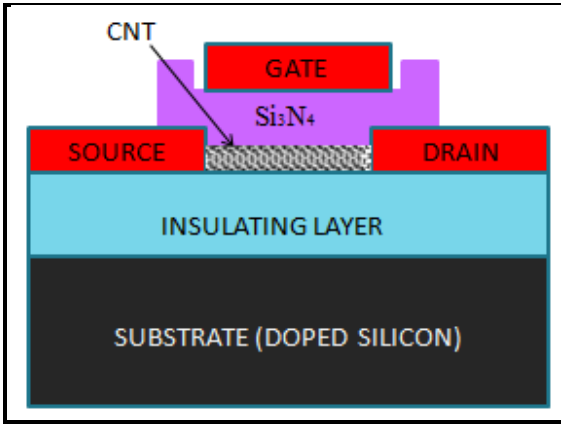 CNT
GATE
Si₃N₄
SOURCE
DRAIN
INSULATING LAYER
SUBSTRATE (DOPED SILICON)